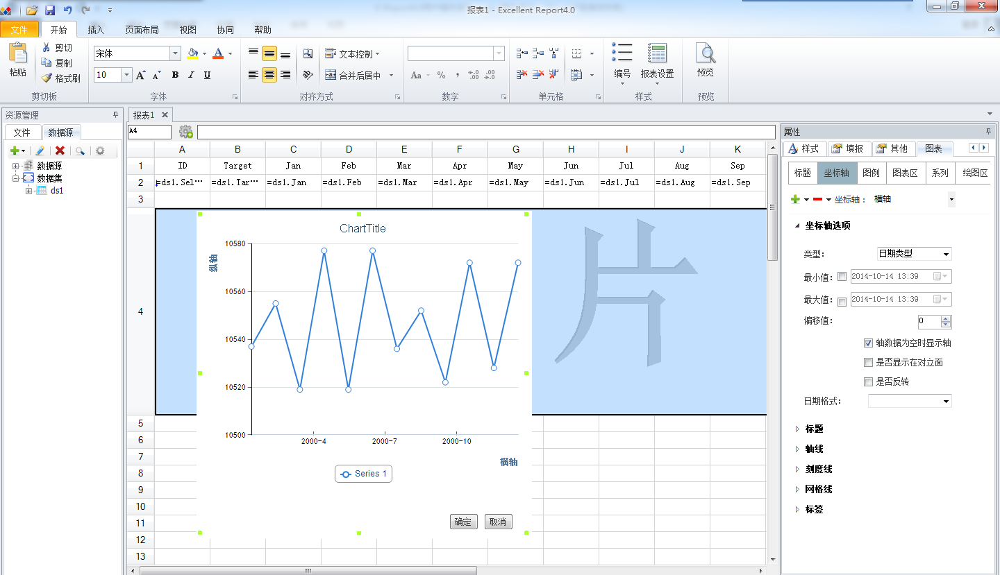 报表1 - Excellent Report4.0
文件 开始 插入 页面布局 视图 协同 帮助
粘贴 剪切 复制 格式刷
宋体
10
B I U
文本控制
合并后居中
Aa % ,
编号 报表设置 预览
剪切板 字体 对齐方式 数字 单元格 样式 预览
资源管理
文件 数据源
数据源
数据集
ds1
报表1
A4
A B C D E F G H I J K
1 ID Target Jan Feb Mar Apr May Jun Jul Aug Sep
2 =ds1.Sel··· =ds1.Tar··· =ds1.Jan =ds1.Feb =ds1.Mar =ds1.Apr =ds1.May =ds1.Jun =ds1.Jul =ds1.Aug =ds1.Sep
3
4
5
6
7
8
9
10
11
12
13
ChartTitle
纵轴
10580
10560
10540
10520
10500
2000-4 2000-7 2000-10
横轴
Series 1
确定 取消
片
属性
样式 填报 其他 图表
标题 坐标轴 图例 图表区 系列 绘图区
坐标轴： 横轴
坐标轴选项
类型： 日期类型
最小值： 2014-10-14 13:39
最大值： 2014-10-14 13:39
偏移值： 0
轴数据为空时显示轴
是否显示在对立面
是否反转
日期格式：
标题
轴线
刻度线
网格线
标签